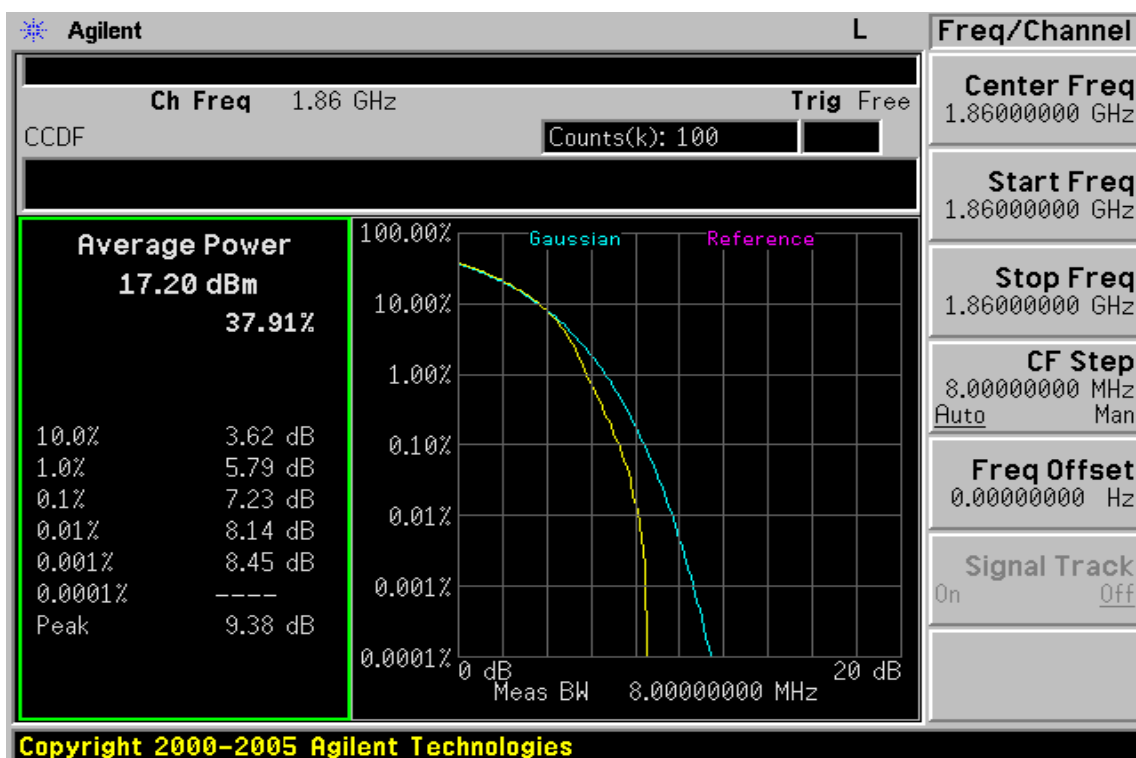 Agilent L Freq/Channel
Ch Freq 1.86 GHz Trig Free
CCDF Counts(k): 100
Average Power
17.20 dBm
37.91%
10.0% 3.62 dB
1.0% 5.79 dB
0.1% 7.23 dB
0.01% 8.14 dB
0.001% 8.45 dB
0.0001% ----
Peak 9.38 dB
Gaussian Reference
100.00%
10.00%
1.00%
0.10%
0.01%
0.001%
0.0001%
0 dB 20 dB
Meas BW 8.00000000 MHz
Center Freq
1.86000000 GHz
Start Freq
1.86000000 GHz
Stop Freq
1.86000000 GHz
CF Step
8.00000000 MHz
Auto Man
Freq Offset
0.00000000 Hz
Signal Track
On Off
Copyright 2000-2005 Agilent Technologies